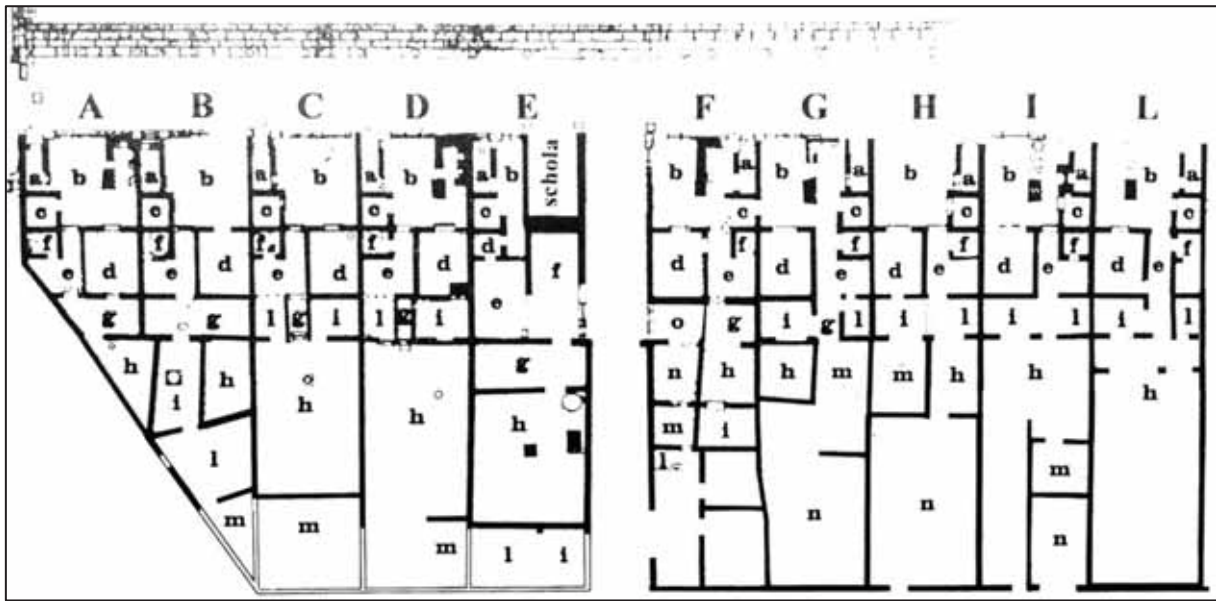 A B C D E F G H I L
a b a b a b a b a b schola b a b a b a b a b a
c c c c c c c c c c
f d f d f d f d d f d f d f d f d f d f
e e e e e e e e e e
g g l g i l g i o g i g l i l i l i l
h i h h h g n h h m m h h h
h m i
l l m
m m m l i n n n